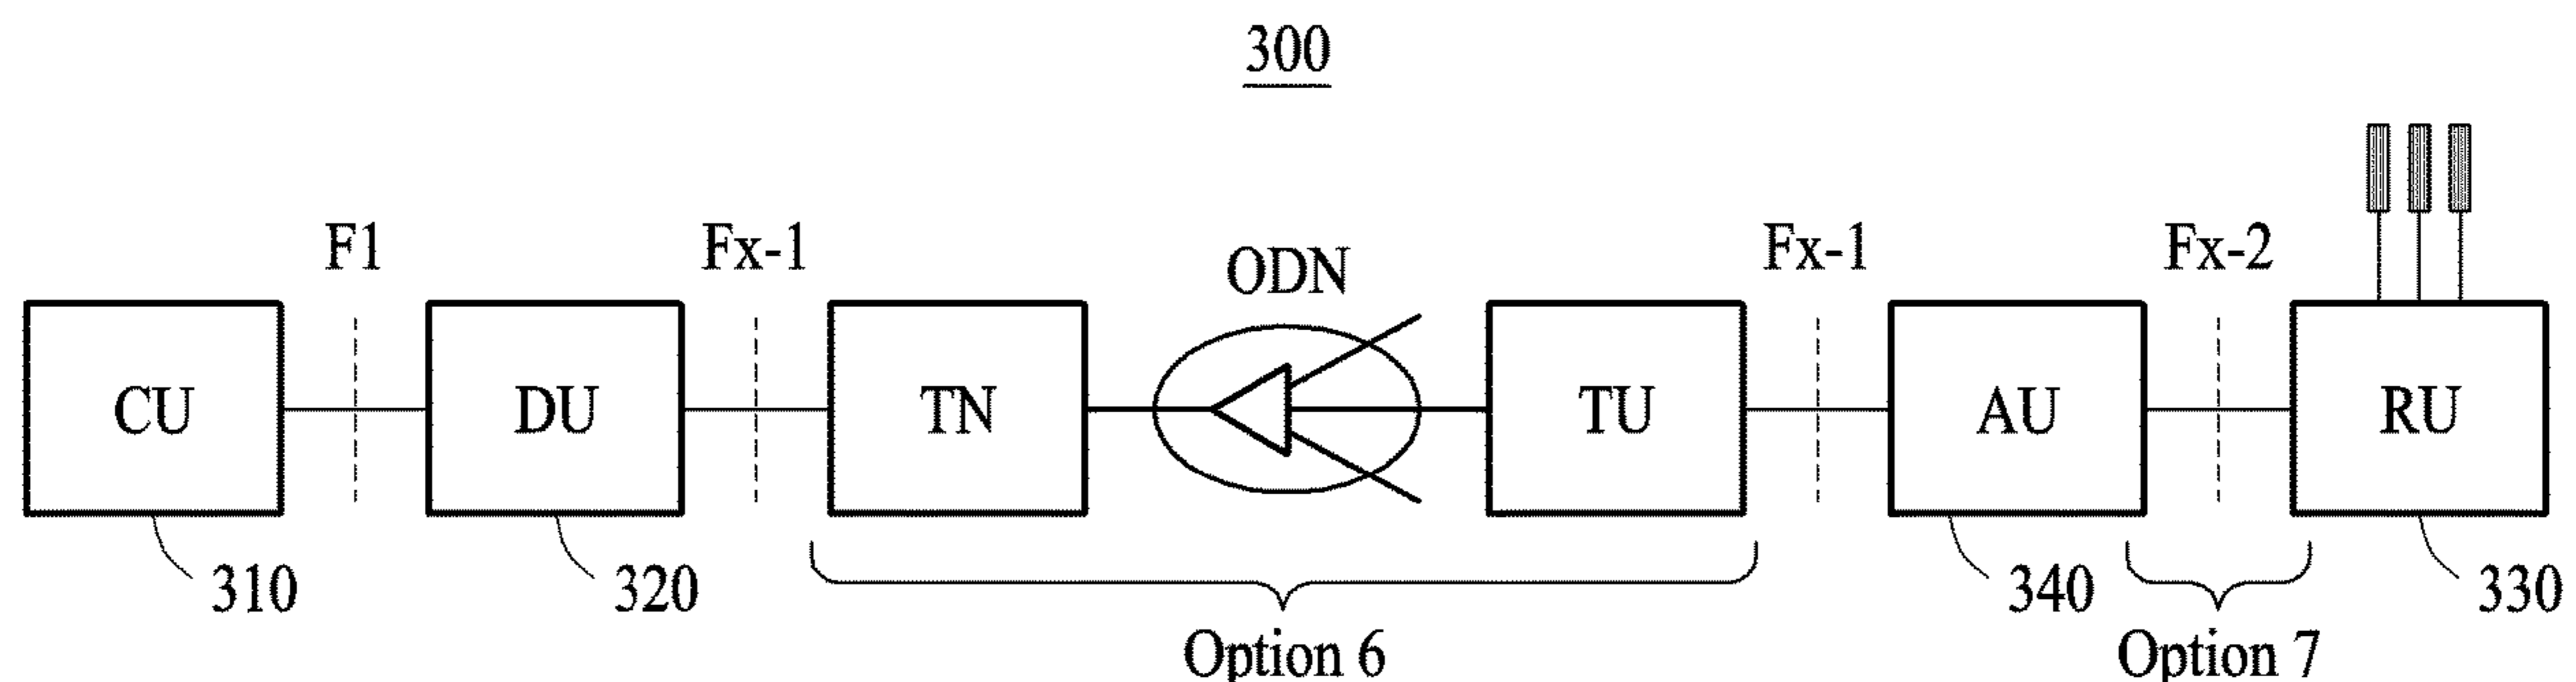 300
F1
Fx-1
ODN
Fx-1
Fx-2
CU
DU
TN
TU
AU
RU
310
320
340
330
Option 6
Option 7